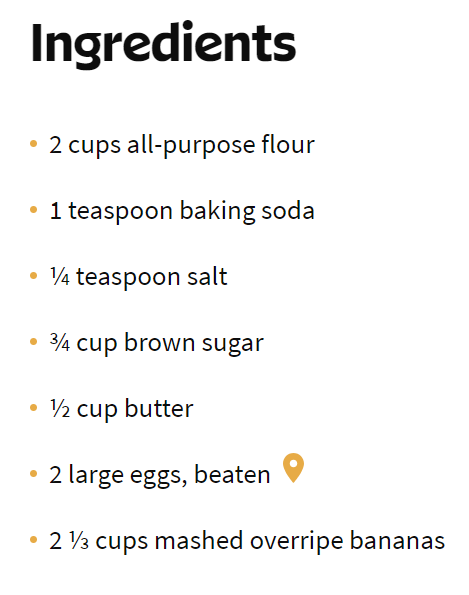 Ingredients
2 cups all-purpose flour
1 teaspoon baking soda
¼ teaspoon salt
¾ cup brown sugar
½ cup butter
2 large eggs, beaten
2 ⅓ cups mashed overripe bananas